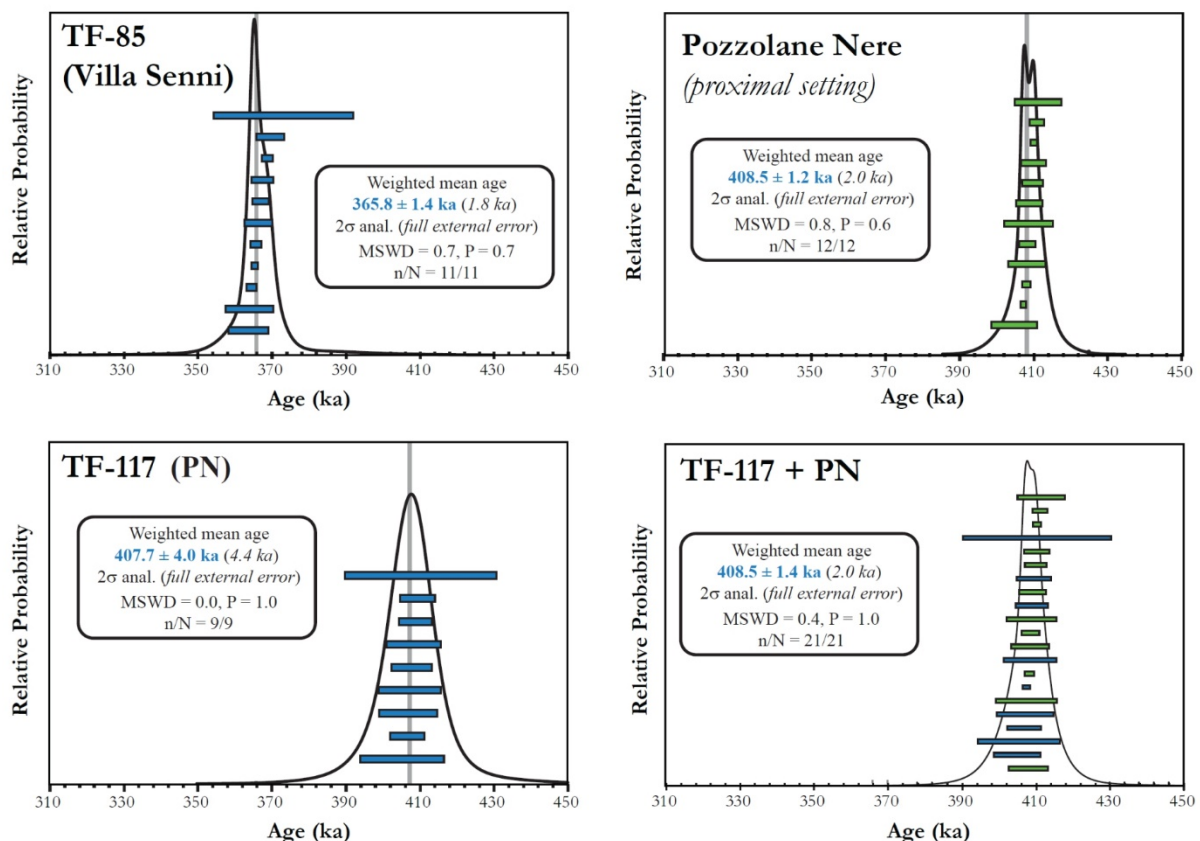 TF-85
(Villa Senni)
Relative Probability
Weighted mean age
365.8 ± 1.4 ka (1.8 ka)
2σ anal. (full external error)
MSWD = 0.7, P = 0.7
n/N = 11/11
310 330 350 370 390 410 430 450
Age (ka)
Pozzolane Nere
(proximal setting)
Relative Probability
Weighted mean age
408.5 ± 1.2 ka (2.0 ka)
2σ anal. (full external error)
MSWD = 0.8, P = 0.6
n/N = 12/12
310 330 350 370 390 410 430 450
Age (ka)
TF-117 (PN)
Relative Probability
Weighted mean age
407.7 ± 4.0 ka (4.4 ka)
2σ anal. (full external error)
MSWD = 0.0, P = 1.0
n/N = 9/9
310 330 350 370 390 410 430 450
Age (ka)
TF-117 + PN
Relative Probability
Weighted mean age
408.5 ± 1.4 ka (2.0 ka)
2σ anal. (full external error)
MSWD = 0.4, P = 1.0
n/N = 21/21
310 330 350 370 390 410 430 450
Age (ka)